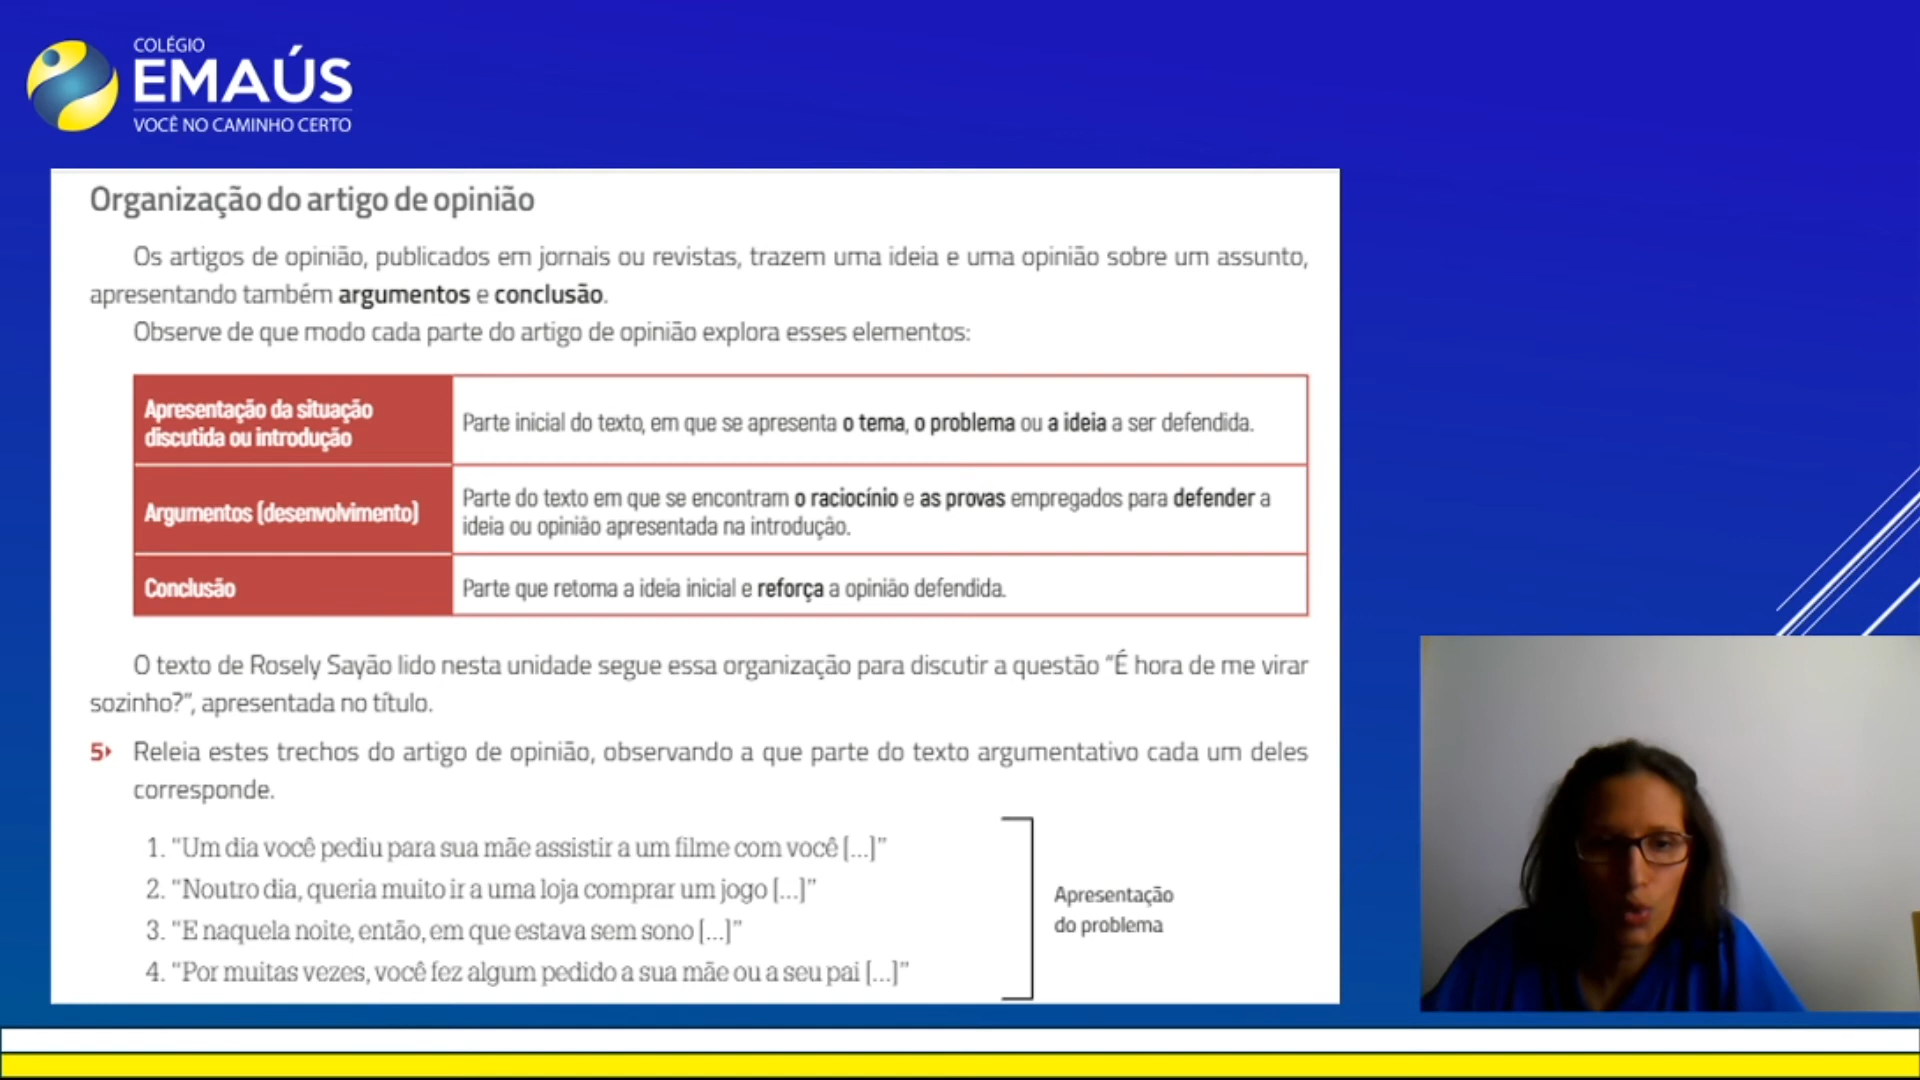 COLÉGIO
EMAÚS
VOCÊ NO CAMINHO CERTO
Organização do artigo de opinião
Os artigos de opinião, publicados em jornais ou revistas, trazem uma ideia e uma opinião sobre um assunto,
apresentando também argumentos e conclusão.
Observe de que modo cada parte do artigo de opinião explora esses elementos:
Apresentação da situação
discutida ou introdução
Parte inicial do texto, em que se apresenta o tema, o problema ou a ideia a ser defendida.
Argumentos (desenvolvimento)
Parte do texto em que se encontram o raciocínio e as provas empregados para defender a
ideia ou opinião apresentada na introdução.
Conclusão
Parte que retoma a ideia inicial e reforça a opinião defendida.
O texto de Rosely Sayão lido nesta unidade segue essa organização para discutir a questão “É hora de me virar
sozinho?”, apresentada no título.
5 Releia estes trechos do artigo de opinião, observando a que parte do texto argumentativo cada um deles
corresponde.
1. “Um dia você pediu para sua mãe assistir a um filme com você [...]”
2. “Noutro dia, queria muito ir a uma loja comprar um jogo [...]”
3. “E naquela noite, então, em que estava sem sono [...]”
4. “Por muitas vezes, você fez algum pedido a sua mãe ou a seu pai [...]”
Apresentação
do problema